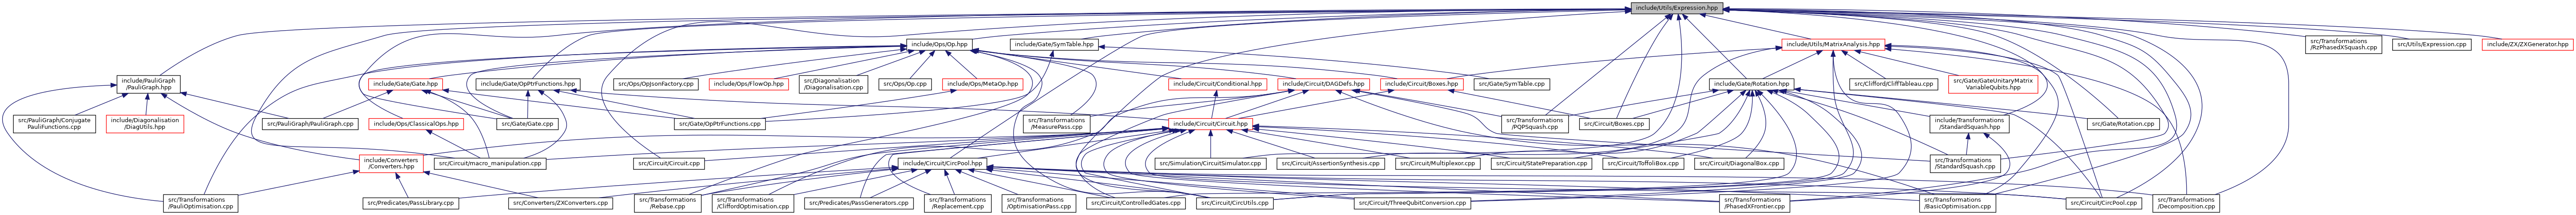 include/Utils/Expression.hpp
include/Ops/Op.hpp
include/Gate/SymTable.hpp
include/Utils/MatrixAnalysis.hpp
src/Transformations
/RzPhasedXSquash.cpp
src/Utils/Expression.cpp
include/ZX/ZXGenerator.hpp
include/PauliGraph
/PauliGraph.hpp
include/Gate/Gate.hpp
include/Gate/OpPtrFunctions.hpp
src/Ops/OpJsonFactory.cpp
include/Ops/FlowOp.hpp
src/Diagonalisation
/Diagonalisation.cpp
src/Ops/Op.cpp
include/Ops/MetaOp.hpp
include/Circuit/Conditional.hpp
include/Circuit/DAGDefs.hpp
include/Circuit/Boxes.hpp
src/Gate/SymTable.cpp
include/Gate/Rotation.hpp
src/Clifford/CliffTableau.cpp
src/Gate/GateUnitaryMatrix
VariableQubits.cpp
src/PauliGraph/Conjugate
PauliFunctions.cpp
include/Diagonalisation
/DiagUtils.hpp
src/PauliGraph/PauliGraph.cpp
include/Ops/ClassicalOps.hpp
src/Gate/Gate.cpp
src/Gate/OpPtrFunctions.cpp
src/Transformations
/MeasurePass.cpp
include/Circuit/Circuit.hpp
src/Transformations
/PQPSquash.cpp
src/Circuit/Boxes.cpp
include/Transformations
/StandardSquash.hpp
src/Gate/Rotation.cpp
include/Converters
/Converters.hpp
src/Circuit/macro_manipulation.cpp
src/Circuit/Circuit.cpp
include/Circuit/CircPool.hpp
src/Simulation/CircuitSimulator.cpp
src/Circuit/AssertionSynthesis.cpp
src/Circuit/Multiplexor.cpp
src/Circuit/StatePreparation.cpp
src/Circuit/ToffoliBox.cpp
src/Circuit/DiagonalBox.cpp
src/Transformations
/StandardSquash.cpp
src/Transformations
/PauliOptimisation.cpp
src/Predicates/PassLibrary.cpp
src/Converters/ZXConverters.cpp
src/Transformations
/Rebase.cpp
src/Transformations
/CliffordOptimisation.cpp
src/Predicates/PassGenerators.cpp
src/Transformations
/Replacement.cpp
src/Transformations
/OptimisationPass.cpp
src/Circuit/ControlledGates.cpp
src/Circuit/CircUtils.cpp
src/Circuit/ThreeQubitConversion.cpp
src/Transformations
/PhasedXFrontier.cpp
src/Transformations
/BasicOptimisation.cpp
src/Circuit/CircPool.cpp
src/Transformations
/Decomposition.cpp